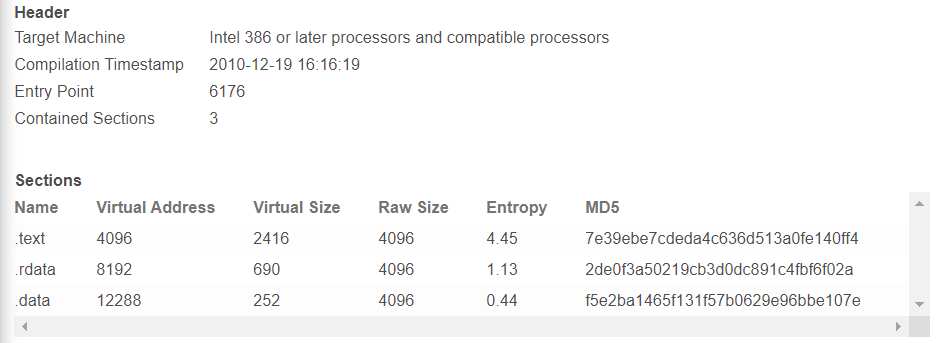 Header
Target Machine Intel 386 or later processors and compatible processors
Compilation Timestamp 2010-12-19 16:16:19
Entry Point 6176
Contained Sections 3
Sections
Name Virtual Address Virtual Size Raw Size Entropy MD5
.text 4096 2416 4096 4.45 7e39ebe7cdeda4c636d513a0fe140ff4
.rdata 8192 690 4096 1.13 2de0f3a50219cb3d0dc891c4fbf6f02a
.data 12288 252 4096 0.44 f5e2ba1465f131f57b0629e96bbe107e